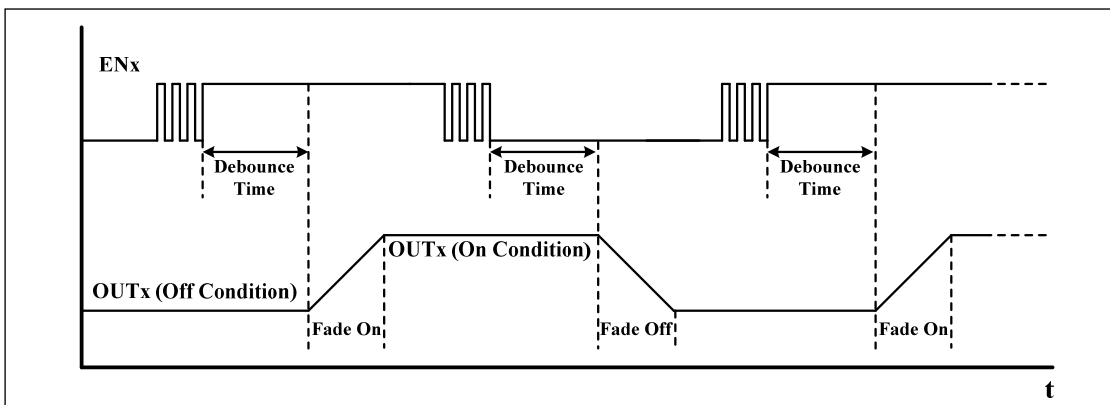 ENx
Debounce
Time
Debounce
Time
Debounce
Time
OUTx (On Condition)
OUTx (Off Condition)
Fade On
Fade Off
Fade On
t